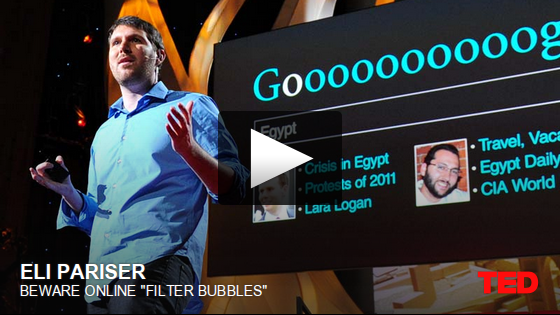 Goooooooooog
Egypt
• Crisis in Egypt
• Protests of 2011
• Lara Logan
• Travel, Vaca
• Egypt Daily
• CIA World
ELI PARISER
BEWARE ONLINE "FILTER BUBBLES"
TED